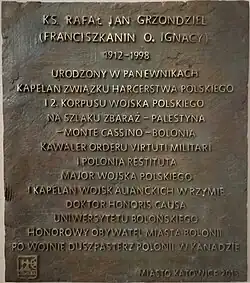 KS. RAFAŁ JAN GRZONDZIEL
(FRANCISZKANIN O. IGNACY)
1912-1998
URODZONY W PANEWNIKACH
KAPELAN ZWIĄZKU HARCERSTWA POLSKIEGO
I 2. KORPUSU WOJSKA POLSKIEGO
NA SZLAKU ZBARAŻ – PALESTYNA
–MONTE CASSINO–BOLONIA
KAWALER ORDERU VIRTUTI MILITARI
I POLONIA RESTITUTA
MAJOR WOJSKA POLSKIEGO
I KAPELAN WOJSK ALIANCKICH W RZYMIE
DOKTOR HONORIS CAUSA
UNIWERSYTETU BOLOŃSKIEGO
HONOROWY OBYWATEL MIASTA BOLONII
PO WOJNIE DUSZPASTERZ POLONII W KANADZIE
MIASTO KATOWICE